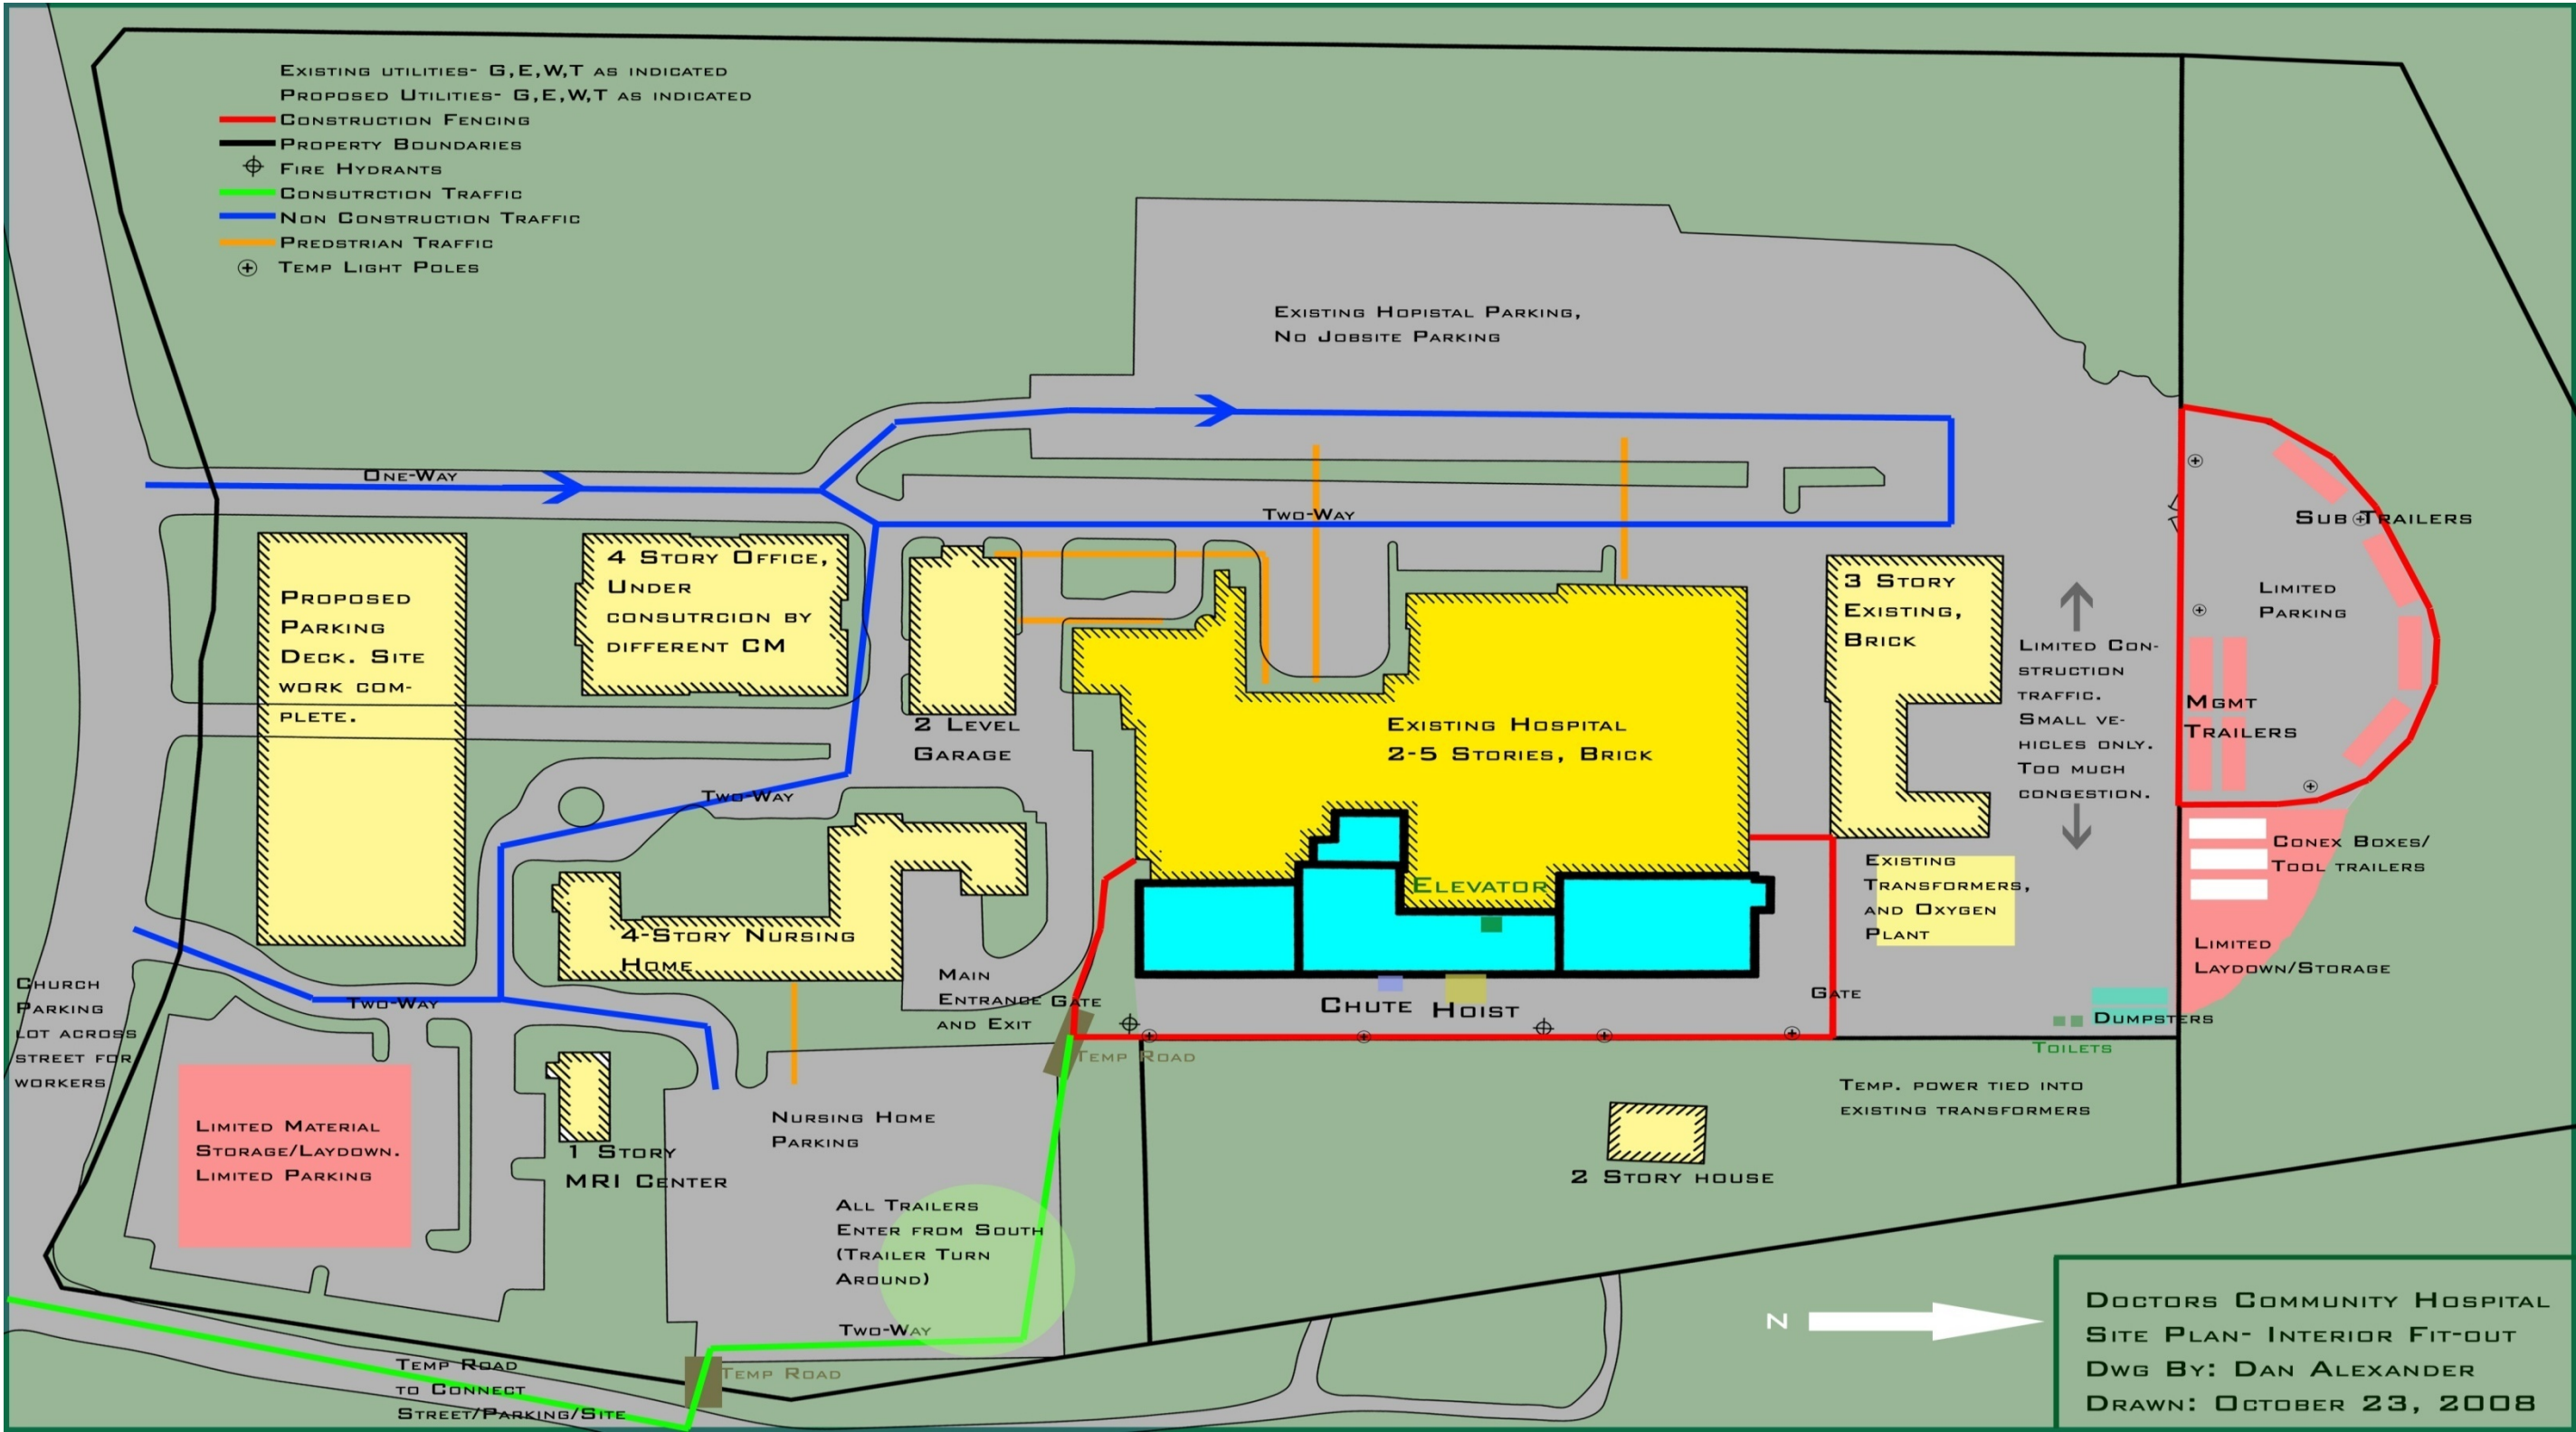 Existing utilities- G,E,W,T as indicated
Proposed Utilities- G,E,W,T as indicated
Construction Fencing
Property Boundaries
Fire Hydrants
Consutrction Traffic
Non Construction Traffic
Predstrian Traffic
Temp Light Poles
Existing Hopistal Parking,
No Jobsite Parking
One-Way
Two-Way
Sub Trailers
Proposed
Parking
Deck. Site
work com-
plete.
4 Story Office,
Under
consutrcion by
different CM
2 Level
Garage
Existing Hospital
2-5 Stories, Brick
3 Story
Existing,
Brick
Limited Con-
struction
traffic.
Small ve-
hicles only.
Too much
congestion.
Limited
Parking
Mgmt
Trailers
Two-Way
Conex Boxes/
Tool trailers
Elevator
Existing
Transformers,
and Oxygen
Plant
4-Story Nursing
Home
Limited
Laydown/Storage
Main
Entrance
and Exit
Gate
Chute
Hoist
Gate
Church
Parking
lot across
street for
workers
Two-Way
Dumpsters
Toilets
Temp Road
Temp. power tied into
existing transformers
Limited Material
Storage/Laydown.
Limited Parking
1 Story
MRI Center
Nursing Home
Parking
2 Story house
All Trailers
Enter from South
(Trailer Turn
Around)
Two-Way
Temp Road
Temp Road
to Connect
Street/Parking/Site
N
Doctors Community Hospital
Site Plan- Interior Fit-out
Dwg By: Dan Alexander
Drawn: October 23, 2008